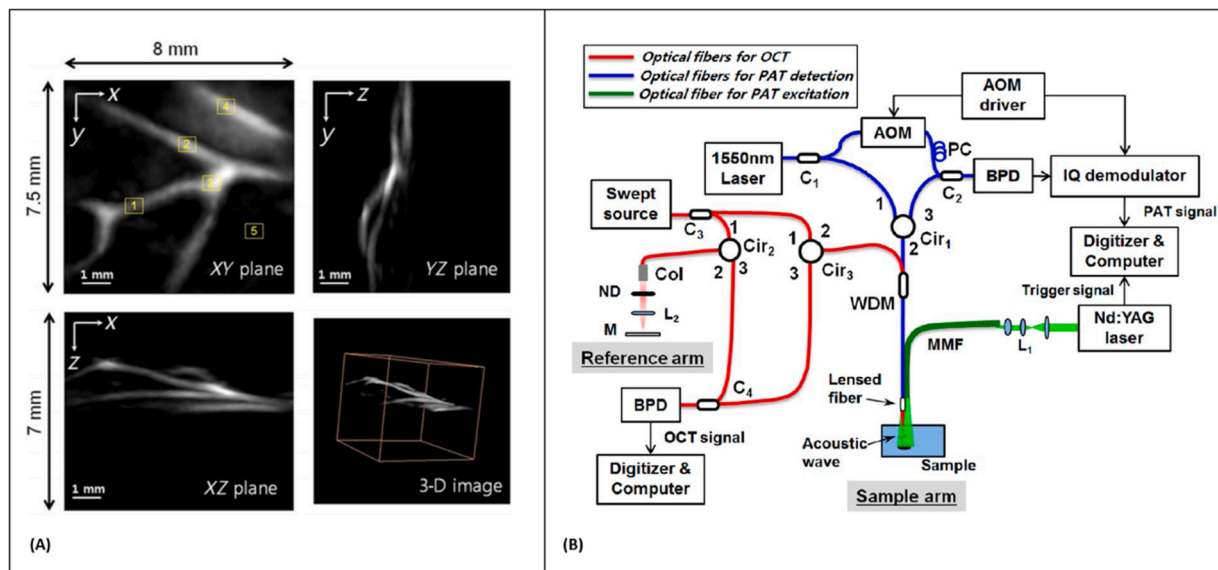 8 mm
7.5 mm
x
y
4
2
3
1
5
1 mm
XY plane
z
y
1 mm
YZ plane
7 mm
x
z
1 mm
XZ plane
3-D image
(A)
Optical fibers for OCT
Optical fibers for PAT detection
Optical fiber for PAT excitation
AOM
driver
AOM
PC
1550nm
Laser
C1
C2
BPD
IQ demodulator
PAT signal
1
3
2
Cir1
Swept
source
C3
1
2
3
Cir2
1
2
3
Cir3
Digitizer &
Computer
Trigger signal
Col
ND
L2
M
Reference arm
WDM
MMF
L1
Nd:YAG
laser
C4
BPD
OCT signal
Digitizer &
Computer
Lensed
fiber
Acoustic
wave
Sample
Sample arm
(B)